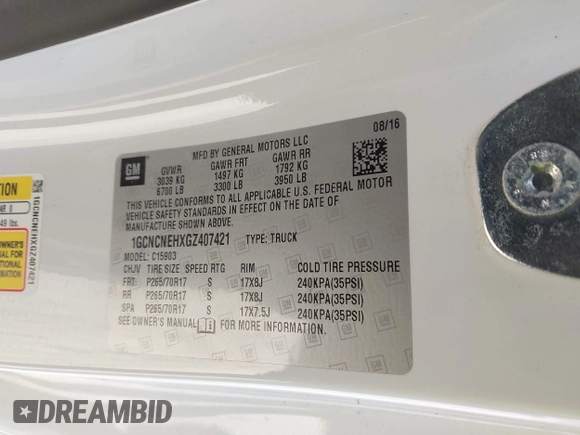 GM
MFD BY GENERAL MOTORS LLC
08/16
GVWR GAWR FRT GAWR RR
3039 KG 1497 KG 1792 KG
6700 LB 3300 LB 3950 LB
THIS VEHICLE CONFORMS TO ALL APPLICABLE U.S. FEDERAL MOTOR
VEHICLE SAFETY STANDARDS IN EFFECT ON THE DATE OF
MANUFACTURE SHOWN ABOVE.
1GCNCNEHXGZ407421 TYPE: TRUCK
MODEL: C15903
CHJV TIRE SIZE SPEED RTG RIM COLD TIRE PRESSURE
FRT P265/70R17 S 17X8J 240KPA(35PSI)
RR P265/70R17 S 17X8J 240KPA(35PSI)
SPA P265/70R17 S 17X7.5J 240KPA(35PSI)
SEE OWNER'S MANUAL FOR MORE INFORMATION.
1GCNCNEHXGZ407421
DREAMBID